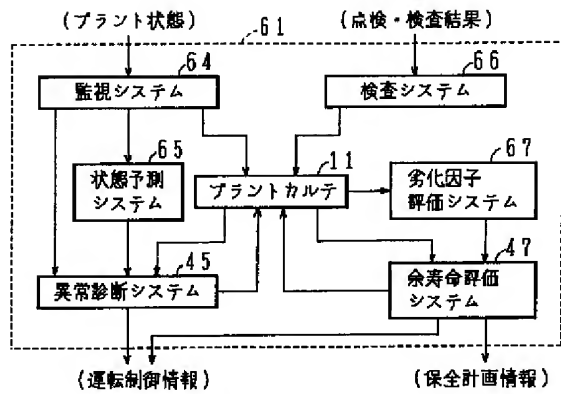 (プラント状態)
61
(点検・検査結果)
64
監視システム
66
検査システム
65
状態予測
システム
11
プラントカルテ
67
劣化因子
評価システム
45
異常診断システム
47
余寿命評価
システム
(運転制御情報)
(保全計画情報)